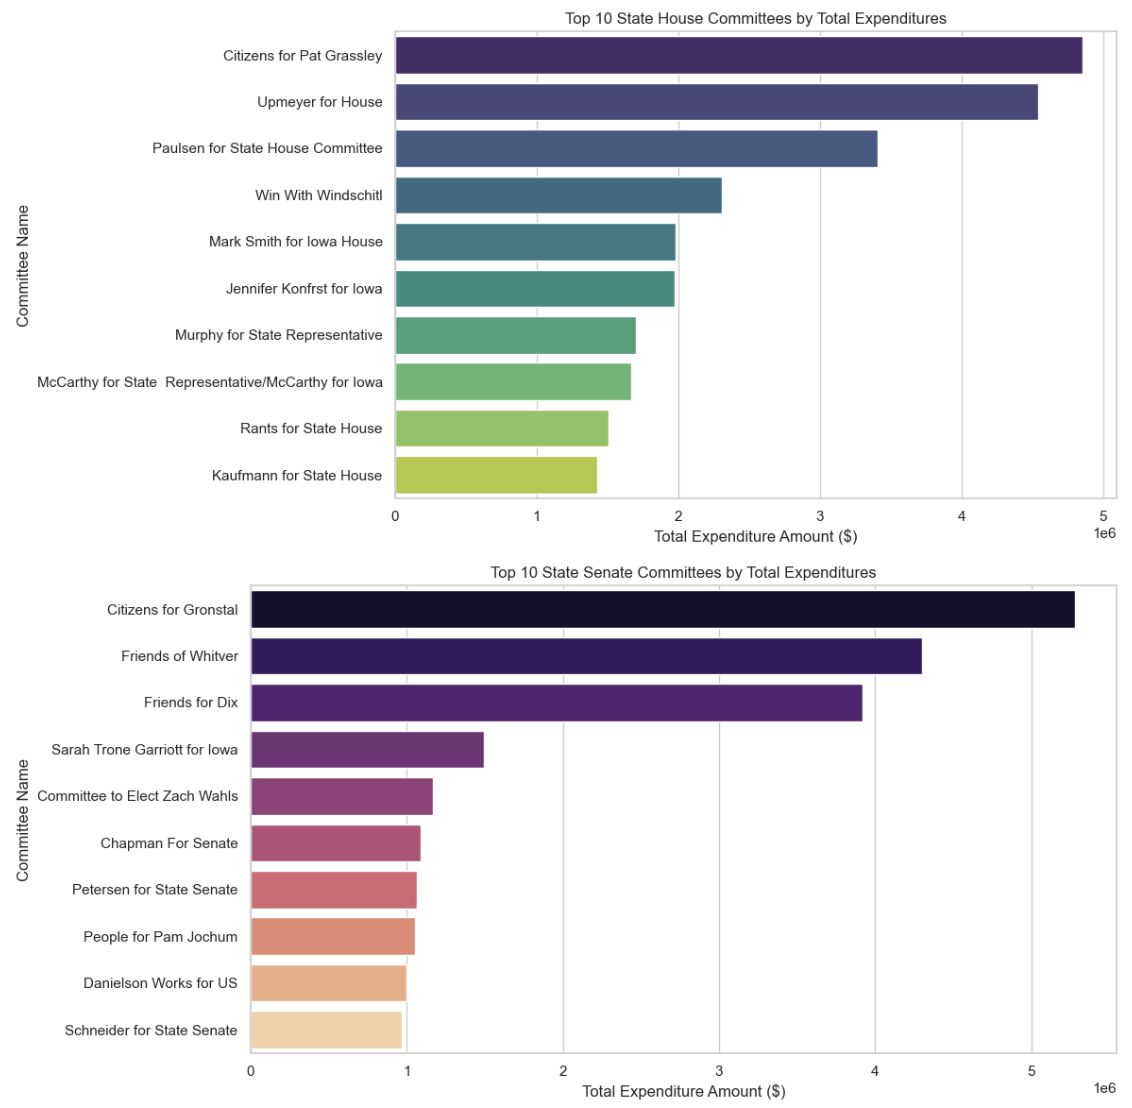 Top 10 State House Committees by Total Expenditures
Committee Name
Citizens for Pat Grassley
Upmeyer for House
Paulsen for State House Committee
Win With Windschitl
Mark Smith for Iowa House
Jennifer Konfrst for Iowa
Murphy for State Representative
McCarthy for State  Representative/McCarthy for Iowa
Rants for State House
Kaufmann for State House
0 1 2 3 4 5
1e6
Total Expenditure Amount ($)
Top 10 State Senate Committees by Total Expenditures
Committee Name
Citizens for Gronstal
Friends of Whitver
Friends for Dix
Sarah Trone Garriott for Iowa
Committee to Elect Zach Wahls
Chapman For Senate
Petersen for State Senate
People for Pam Jochum
Danielson Works for US
Schneider for State Senate
0 1 2 3 4 5
1e6
Total Expenditure Amount ($)